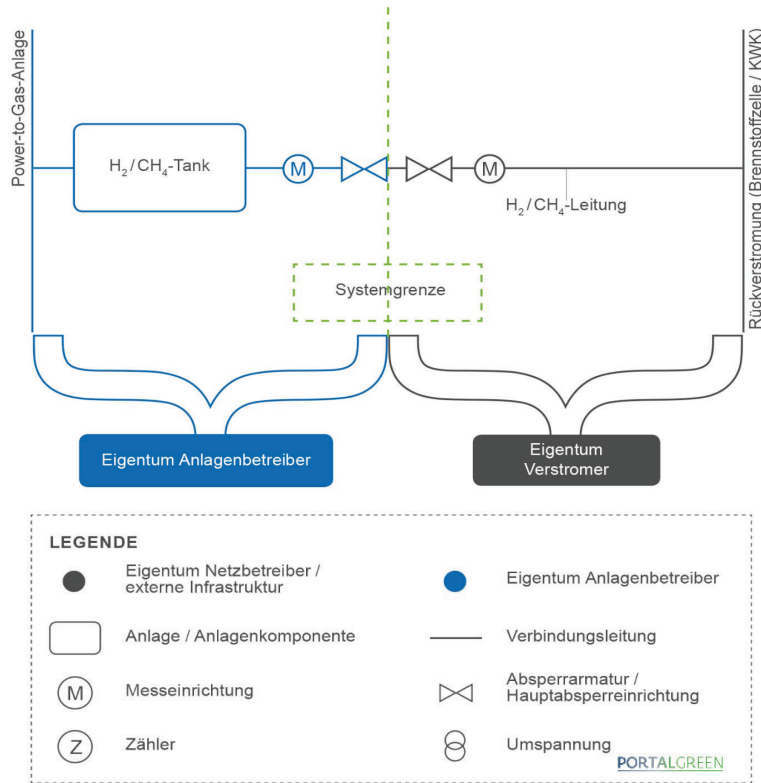 Power-to-Gas-Anlage
H₂/CH₄-Tank
M
M
H₂/CH₄-Leitung
Rückverstromung (Brennstoffzelle / KWK)
Systemgrenze
Eigentum Anlagenbetreiber
Eigentum
Verstromer
LEGENDE
Eigentum Netzbetreiber /
externe Infrastruktur
Eigentum Anlagenbetreiber
Anlage / Anlagenkomponente
Verbindungsleitung
M
Messeinrichtung
Absperrarmatur /
Hauptabsperreinrichtung
Z
Zähler
Umspannung
PORTALGREEN